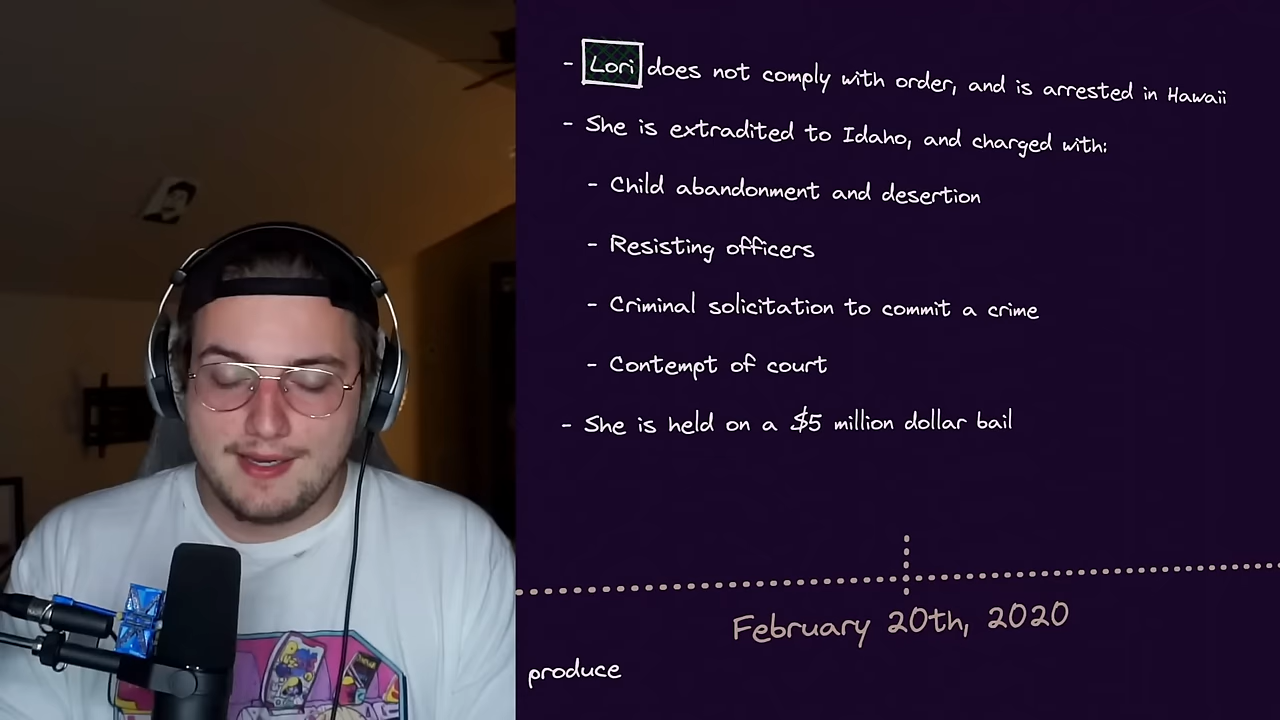 - Lori does not comply with order, and is arrested in Hawaii
- She is extradited to Idaho, and charged with:
- Child abandonment and desertion
- Resisting officers
- Criminal solicitation to commit a crime
- Contempt of court
- She is held on a $5 million dollar bail
February 20th, 2020
produce